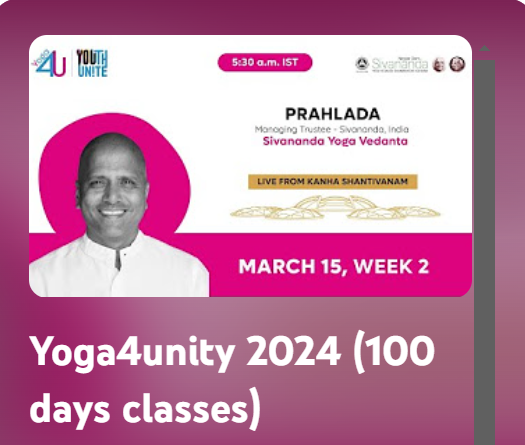 Yoga
4U
YOUTH
UNITE
5:30 a.m. IST
Sivananda
PRAHLADA
Managing Trustee - Sivananda, India
Sivananda Yoga Vedanta
LIVE FROM KANHA SHANTIVANAM
MARCH 15, WEEK 2
Yoga4unity 2024 (100
days classes)